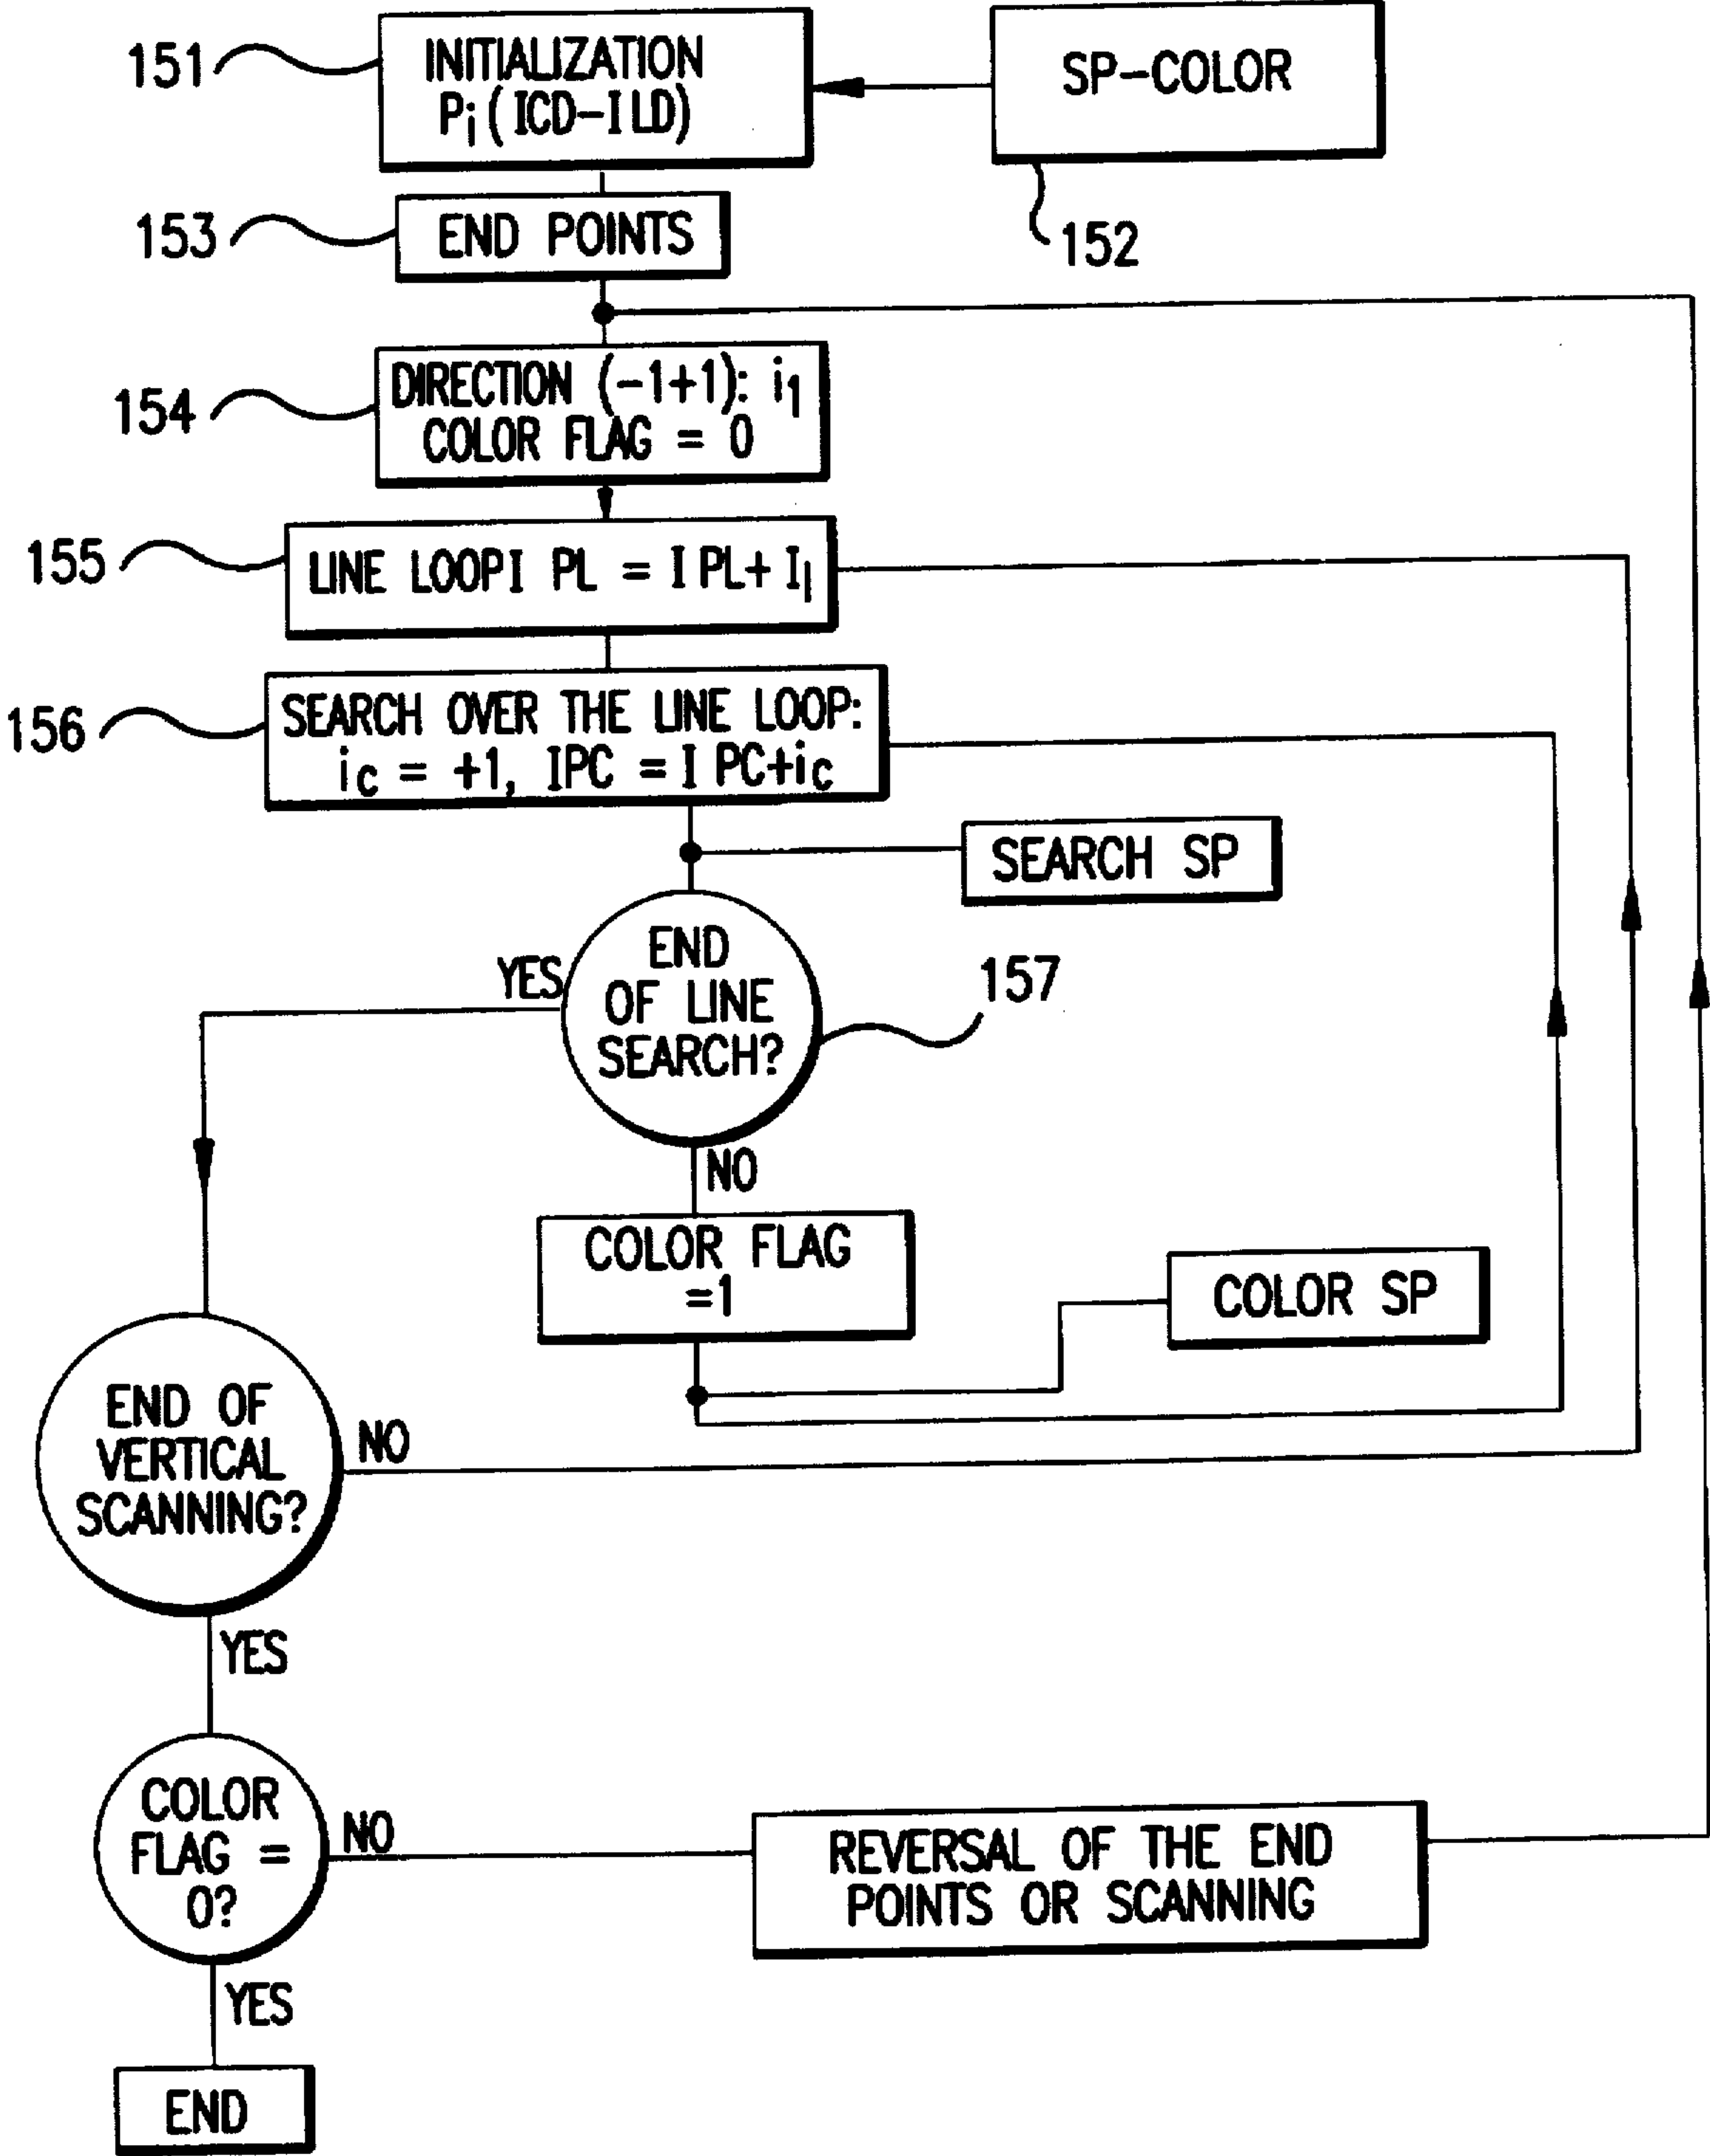 151
INITIALIZATION
Pi (ICD-ILD)
SP-COLOR
152
153
END POINTS
154
DIRECTION (-1+1): i1
COLOR FLAG = 0
155
LINE LOOPI PL = I PL+ I1
156
SEARCH OVER THE LINE LOOP:
ic = +1, IPC = I PC+ic
SEARCH SP
YES
END
OF LINE
SEARCH?
157
NO
COLOR FLAG
=1
COLOR SP
END OF
VERTICAL
SCANNING?
NO
YES
COLOR
FLAG =
0?
NO
REVERSAL OF THE END
POINTS OR SCANNING
YES
END